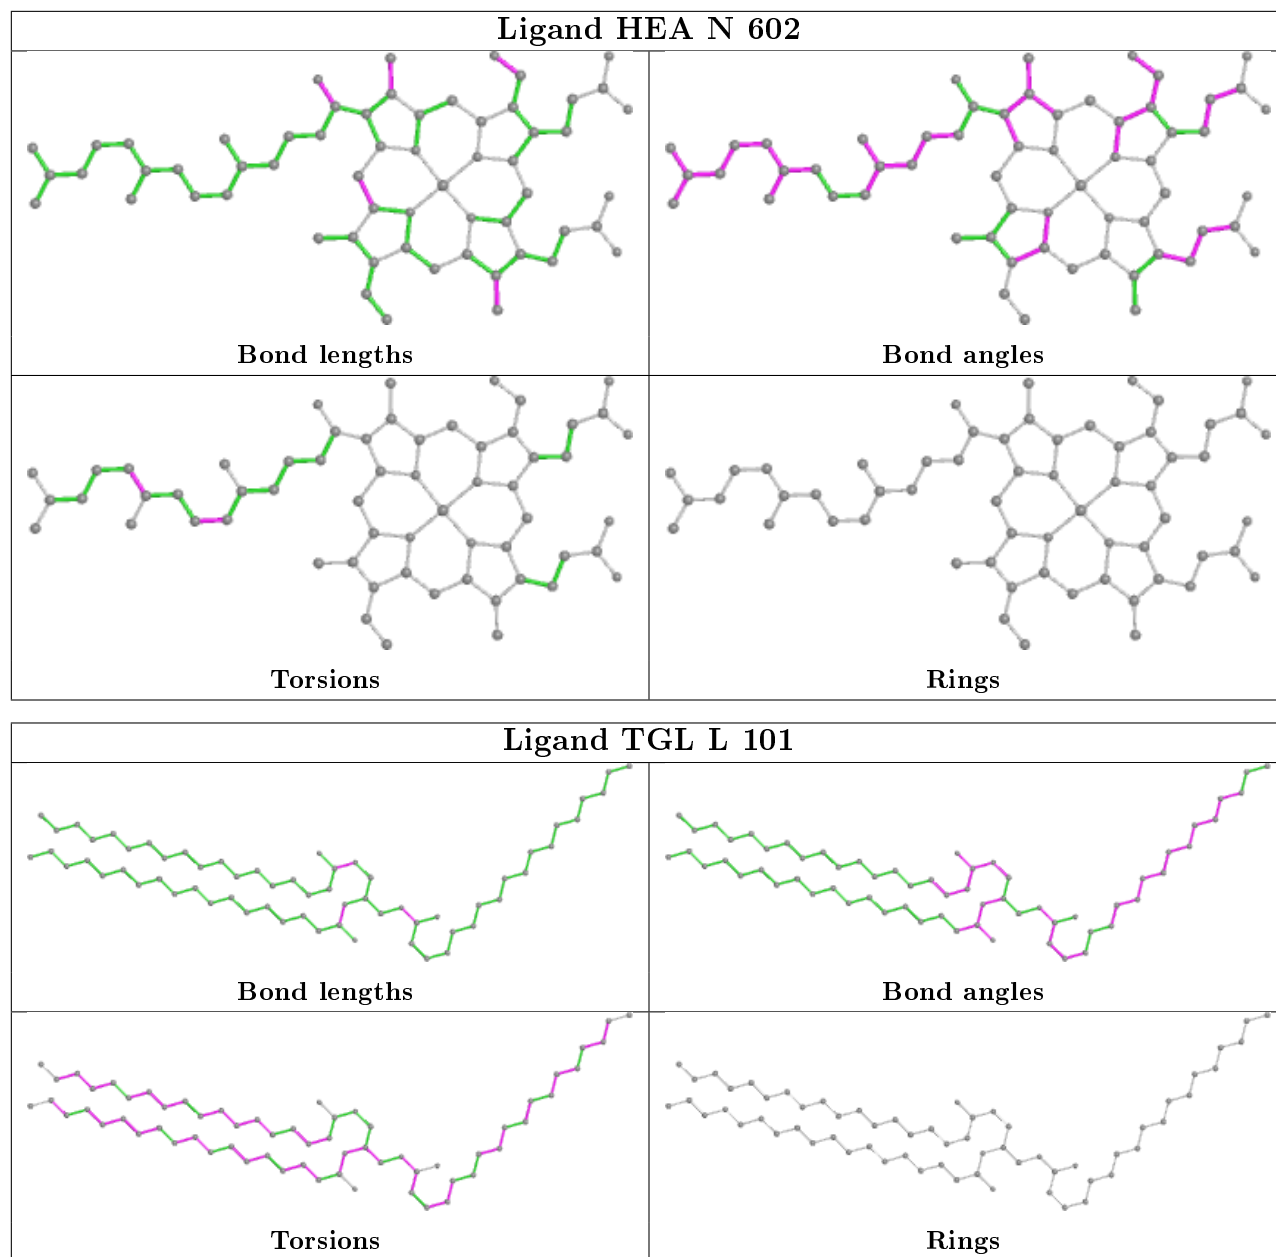 Ligand HEA N 602
Bond lengths
Bond angles
Torsions
Rings
Ligand TGL L 101
Bond lengths
Bond angles
Torsions
Rings